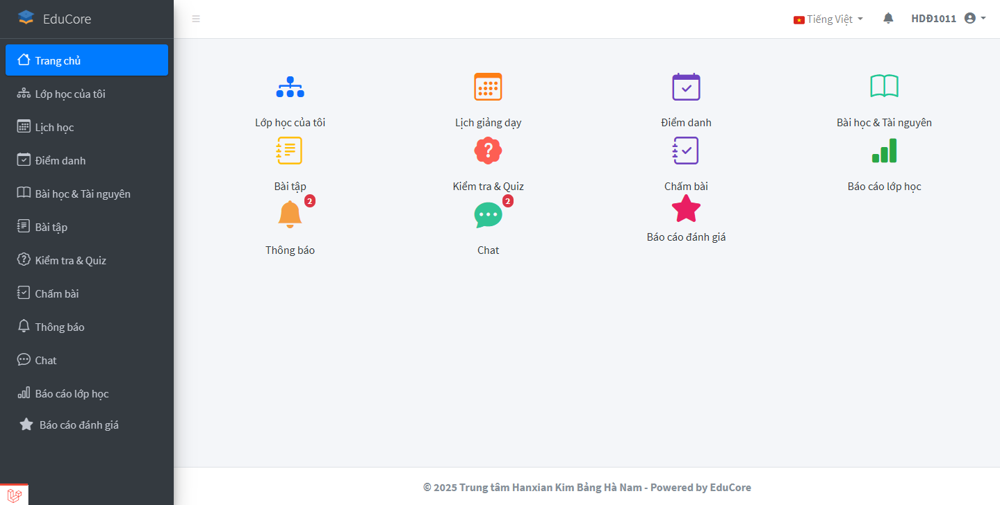 EduCore
Tiếng Việt
HDĐ1011
Trang chủ
Lớp học của tôi
Lịch học
Điểm danh
Bài học & Tài nguyên
Bài tập
Kiểm tra & Quiz
Chấm bài
Thông báo
Chat
Báo cáo lớp học
Báo cáo đánh giá
Lớp học của tôi
Lịch giảng dạy
Điểm danh
Bài học & Tài nguyên
Bài tập
Kiểm tra & Quiz
Chấm bài
Báo cáo lớp học
2
Thông báo
2
Chat
Báo cáo đánh giá
© 2025 Trung tâm Hanxian Kim Bảng Hà Nam - Powered by EduCore